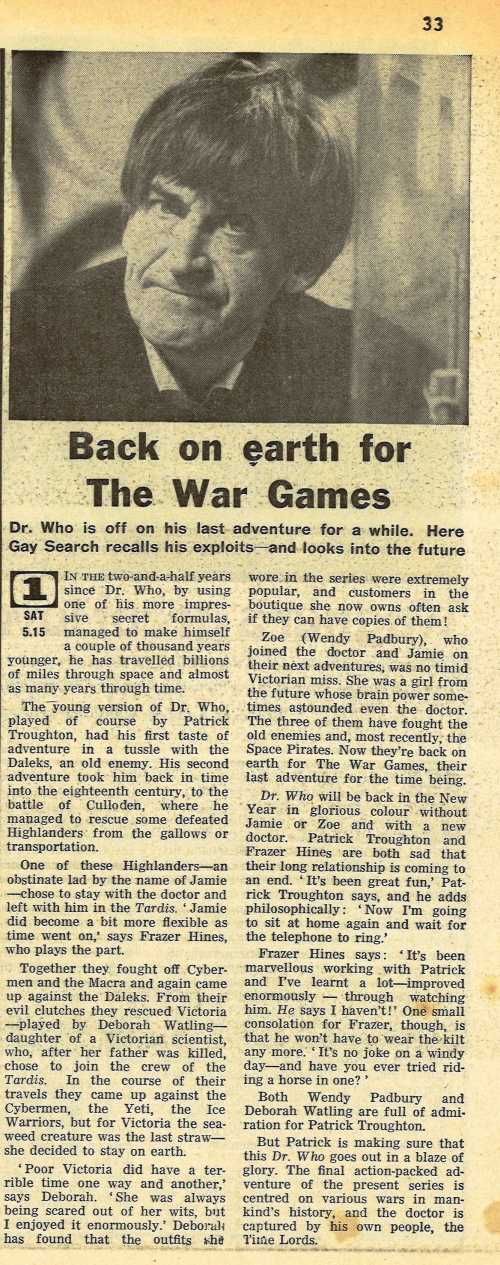 33
Back on earth for
The War Games
Dr. Who is off on his last adventure for a while. Here
Gay Search recalls his exploits—and looks into the future
1
SAT
5.15
IN THE two-and-a-half years
since Dr. Who, by using
one of his more impres-
sive secret formulas,
managed to make himself
a couple of thousand years
younger, he has travelled billions
of miles through space and almost
as many years through time.
The young version of Dr. Who,
played of course by Patrick
Troughton, had his first taste of
adventure in a tussle with the
Daleks, an old enemy. His second
adventure took him back in time
into the eighteenth century, to the
battle of Culloden, where he
managed to rescue some defeated
Highlanders from the gallows or
transportation.
One of these Highlanders—an
obstinate lad by the name of Jamie
—chose to stay with the doctor and
left with him in the Tardis. 'Jamie
did become a bit more flexible as
time went on,' says Frazer Hines,
who plays the part.
Together they fought off Cyber-
men and the Macra and again came
up against the Daleks. From their
evil clutches they rescued Victoria
—played by Deborah Watling—
daughter of a Victorian scientist,
who, after her father was killed,
chose to join the crew of the
Tardis. In the course of their
travels they came up against the
Cybermen, the Yeti, the Ice
Warriors, but for Victoria the sea-
weed creature was the last straw—
she decided to stay on earth.
'Poor Victoria did have a ter-
rible time one way and another,'
says Deborah. 'She was always
being scared out of her wits, but
I enjoyed it enormously.' Deborah
has found that the outfits she
wore in the series were extremely
popular, and customers in the
boutique she now owns often ask
if they can have copies of them!
Zoe (Wendy Padbury), who
joined the doctor and Jamie on
their next adventures, was no timid
Victorian miss. She was a girl from
the future whose brain power some-
times astounded even the doctor.
The three of them have fought the
old enemies and, most recently, the
Space Pirates. Now they're back on
earth for The War Games, their
last adventure for the time being.
Dr. Who will be back in the New
Year in glorious colour without
Jamie or Zoe and with a new
doctor. Patrick Troughton and
Frazer Hines are both sad that
their long relationship is coming to
an end. 'It's been great fun,' Pat-
rick Troughton says, and he adds
philosophically: 'Now I'm going
to sit at home again and wait for
the telephone to ring.'
Frazer Hines says: 'It's been
marvellous working with Patrick
and I've learnt a lot—improved
enormously — through watching
him. He says I haven't!' One small
consolation for Frazer, though, is
that he won't have to wear the kilt
any more. 'It's no joke on a windy
day—and have you ever tried rid-
ing a horse in one?'
Both Wendy Padbury and
Deborah Watling are full of admi-
ration for Patrick Troughton.
But Patrick is making sure that
this Dr. Who goes out in a blaze of
glory. The final action-packed ad-
venture of the present series is
centred on various wars in man-
kind's history, and the doctor is
captured by his own people, the
Time Lords.